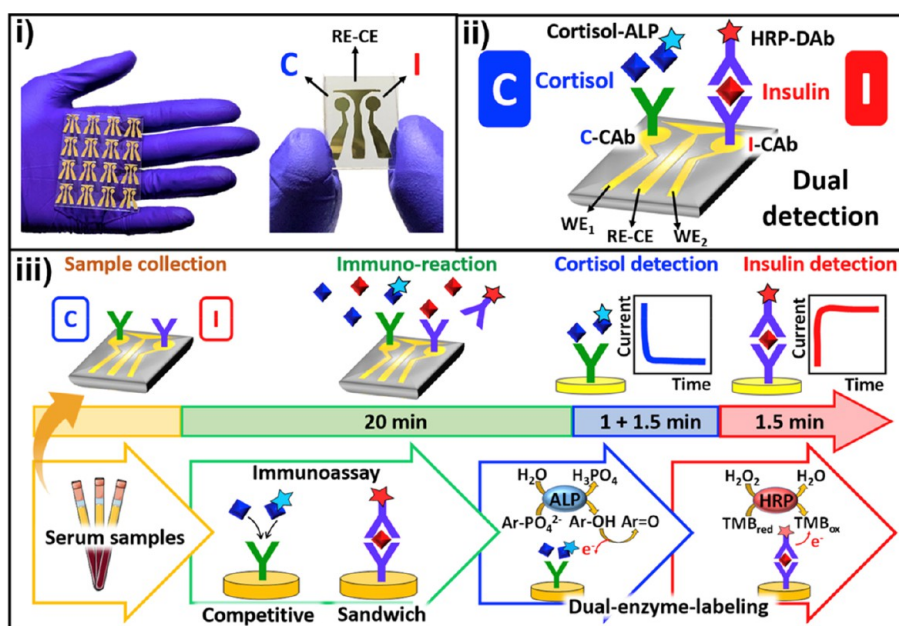 i)
RE-CE
C
I
ii)
Cortisol-ALP
HRP-DAb
C
Cortisol
Insulin
I
C-CAb
I-CAb
Dual
detection
WE₁
RE-CE
WE₂
iii)
Sample collection
Immuno-reaction
Cortisol detection
Insulin detection
C
I
Current
Time
Current
Time
20 min
1 + 1.5 min
1.5 min
Serum samples
Immunoassay
Competitive
Sandwich
H₂O
H₃PO₄
ALP
Ar-PO₄²⁻
Ar-OH
Ar=O
e⁻
H₂O₂
H₂O
HRP
TMBred
TMBox
e⁻
Dual-enzyme-labeling